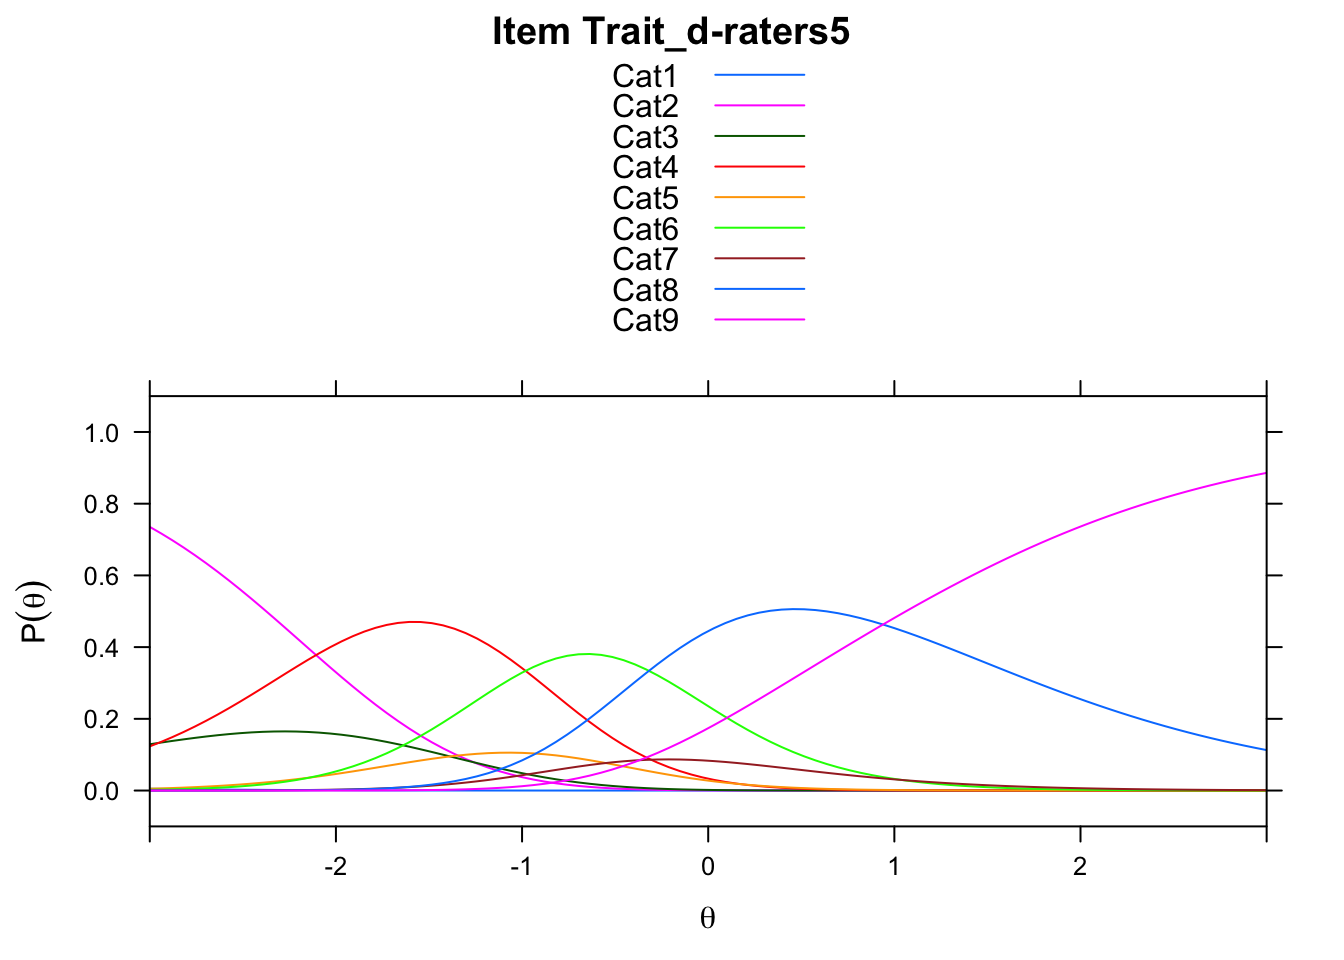 Item Trait_d-raters5
Cat1
Cat2
Cat3
Cat4
Cat5
Cat6
Cat7
Cat8
Cat9
1.0
0.8
0.6
0.4
0.2
0.0
P(θ)
-2 -1 0 1 2
θ